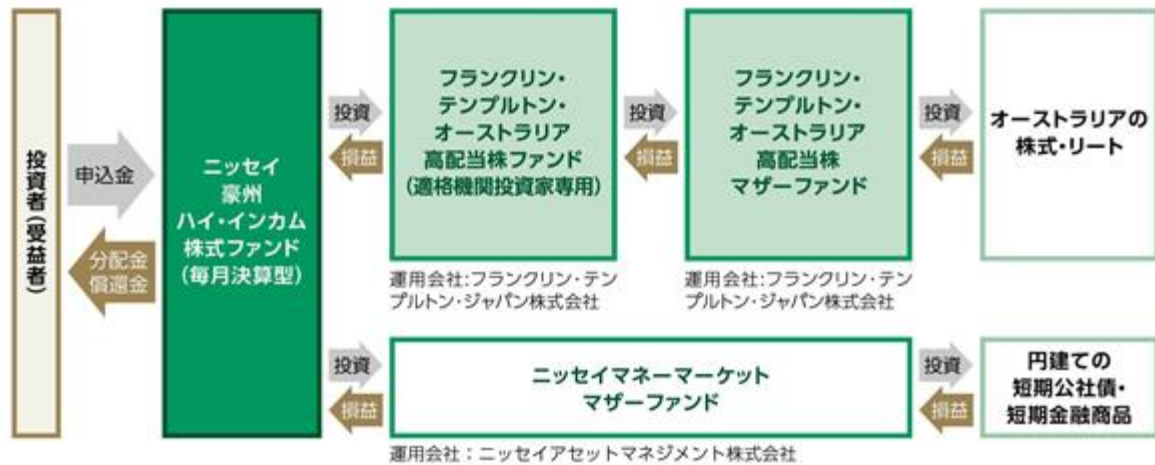 投資者(受益者)
申込金
分配金
償還金
ニッセイ
豪州
ハイ・インカム
株式ファンド
(毎月決算型)
投資
損益
フランクリン・
テンプルトン・
オーストラリア
高配当株ファンド
(適格機関投資家専用)
運用会社:フランクリン・テン
プルトン・ジャパン株式会社
投資
損益
フランクリン・
テンプルトン・
オーストラリア
高配当株
マザーファンド
運用会社:フランクリン・テン
プルトン・ジャパン株式会社
投資
損益
オーストラリアの
株式・リート
投資
損益
ニッセイマネーマーケット
マザーファンド
運用会社：ニッセイアセットマネジメント株式会社
投資
損益
円建ての
短期公社債・
短期金融商品